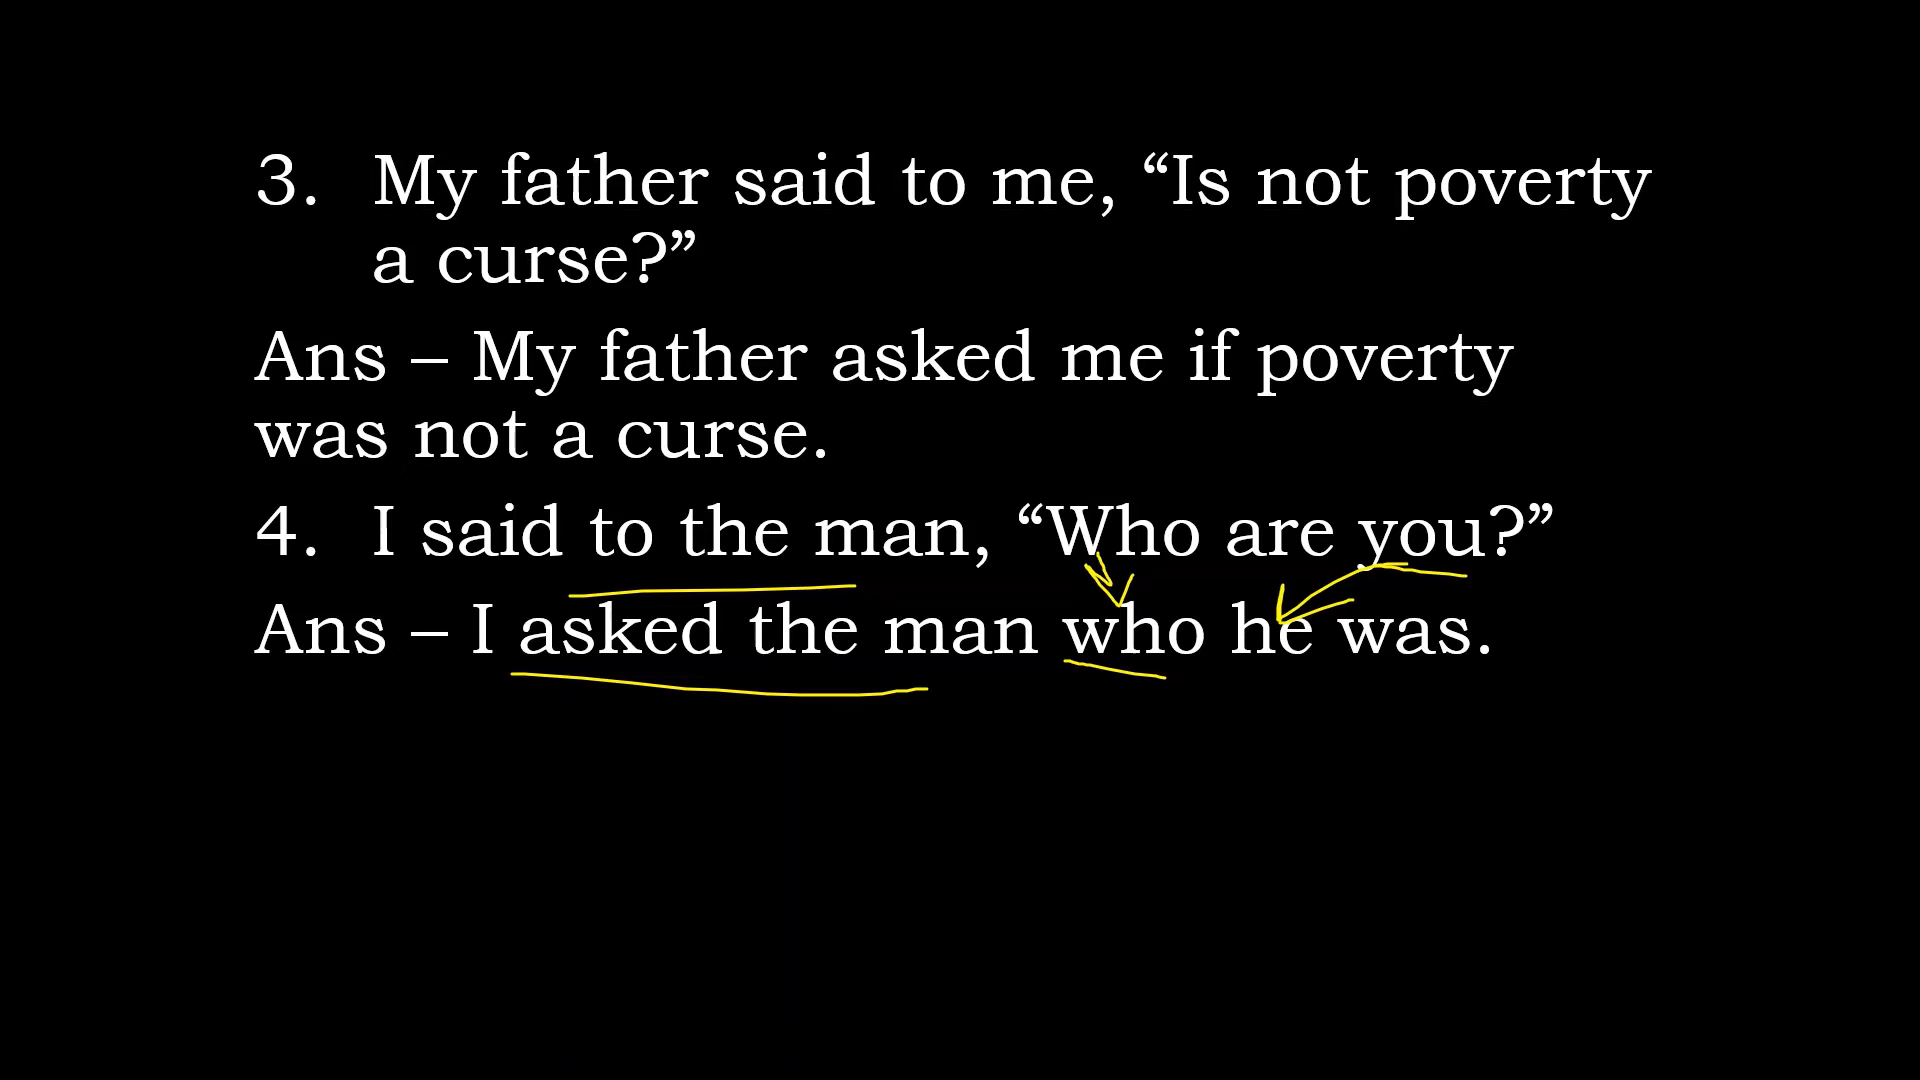 3. My father said to me, “Is not poverty
a curse?”
Ans – My father asked me if poverty
was not a curse.
4. I said to the man, “Who are you?”
Ans – I asked the man who he was.